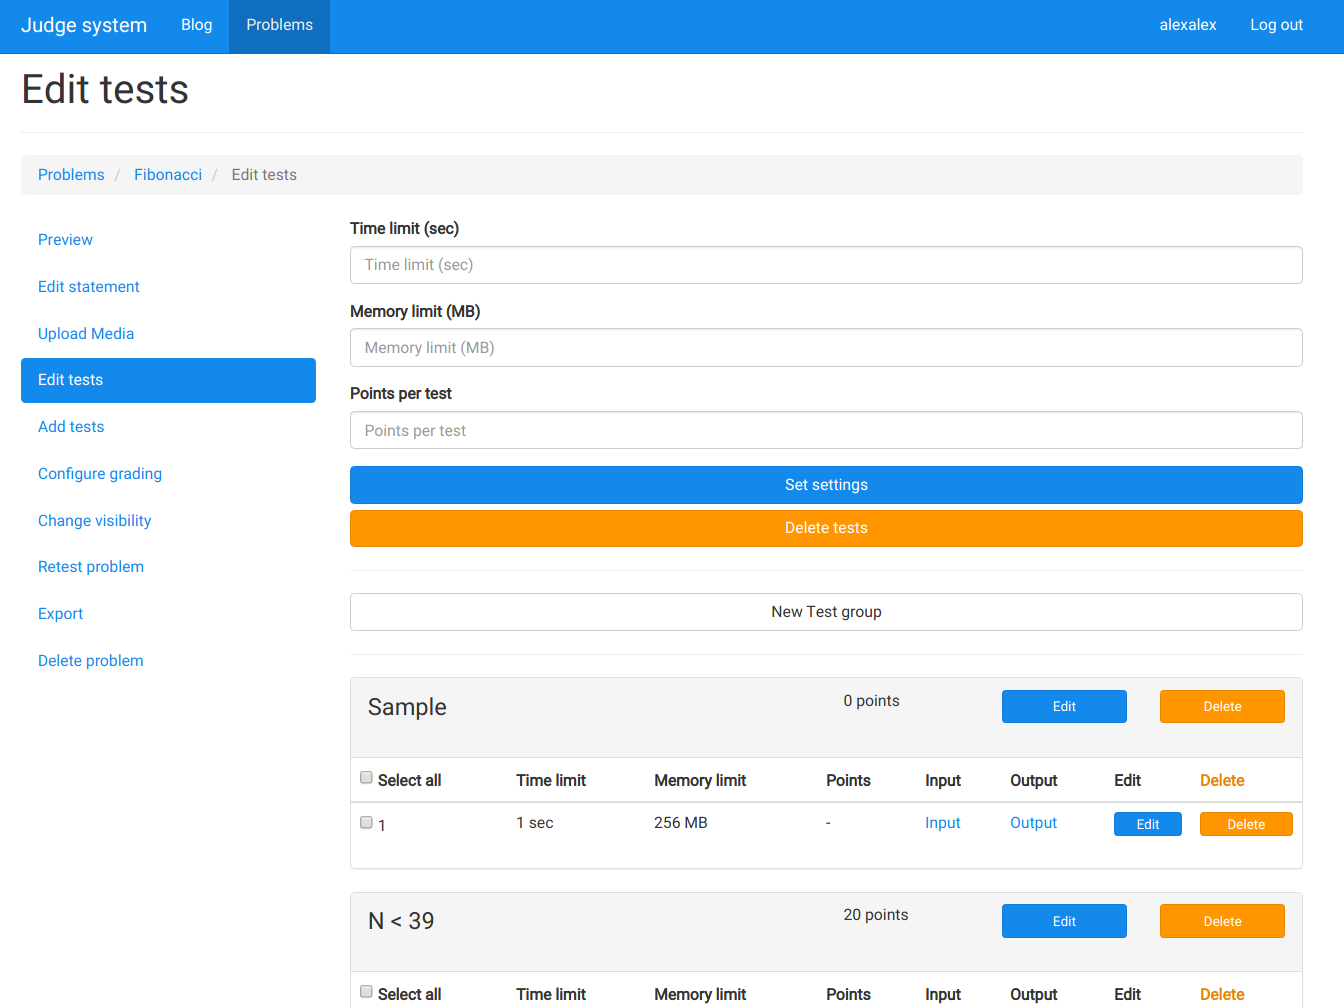 Judge system Blog Problems alexalex Log out
Edit tests
Problems / Fibonacci / Edit tests
Preview
Edit statement
Upload Media
Edit tests
Add tests
Configure grading
Change visibility
Retest problem
Export
Delete problem
Time limit (sec)
Time limit (sec)
Memory limit (MB)
Memory limit (MB)
Points per test
Points per test
Set settings
Delete tests
New Test group
Sample 0 points Edit Delete
Select all Time limit Memory limit Points Input Output Edit Delete
1 1 sec 256 MB - Input Output Edit Delete
N < 39 20 points Edit Delete
Select all Time limit Memory limit Points Input Output Edit Delete